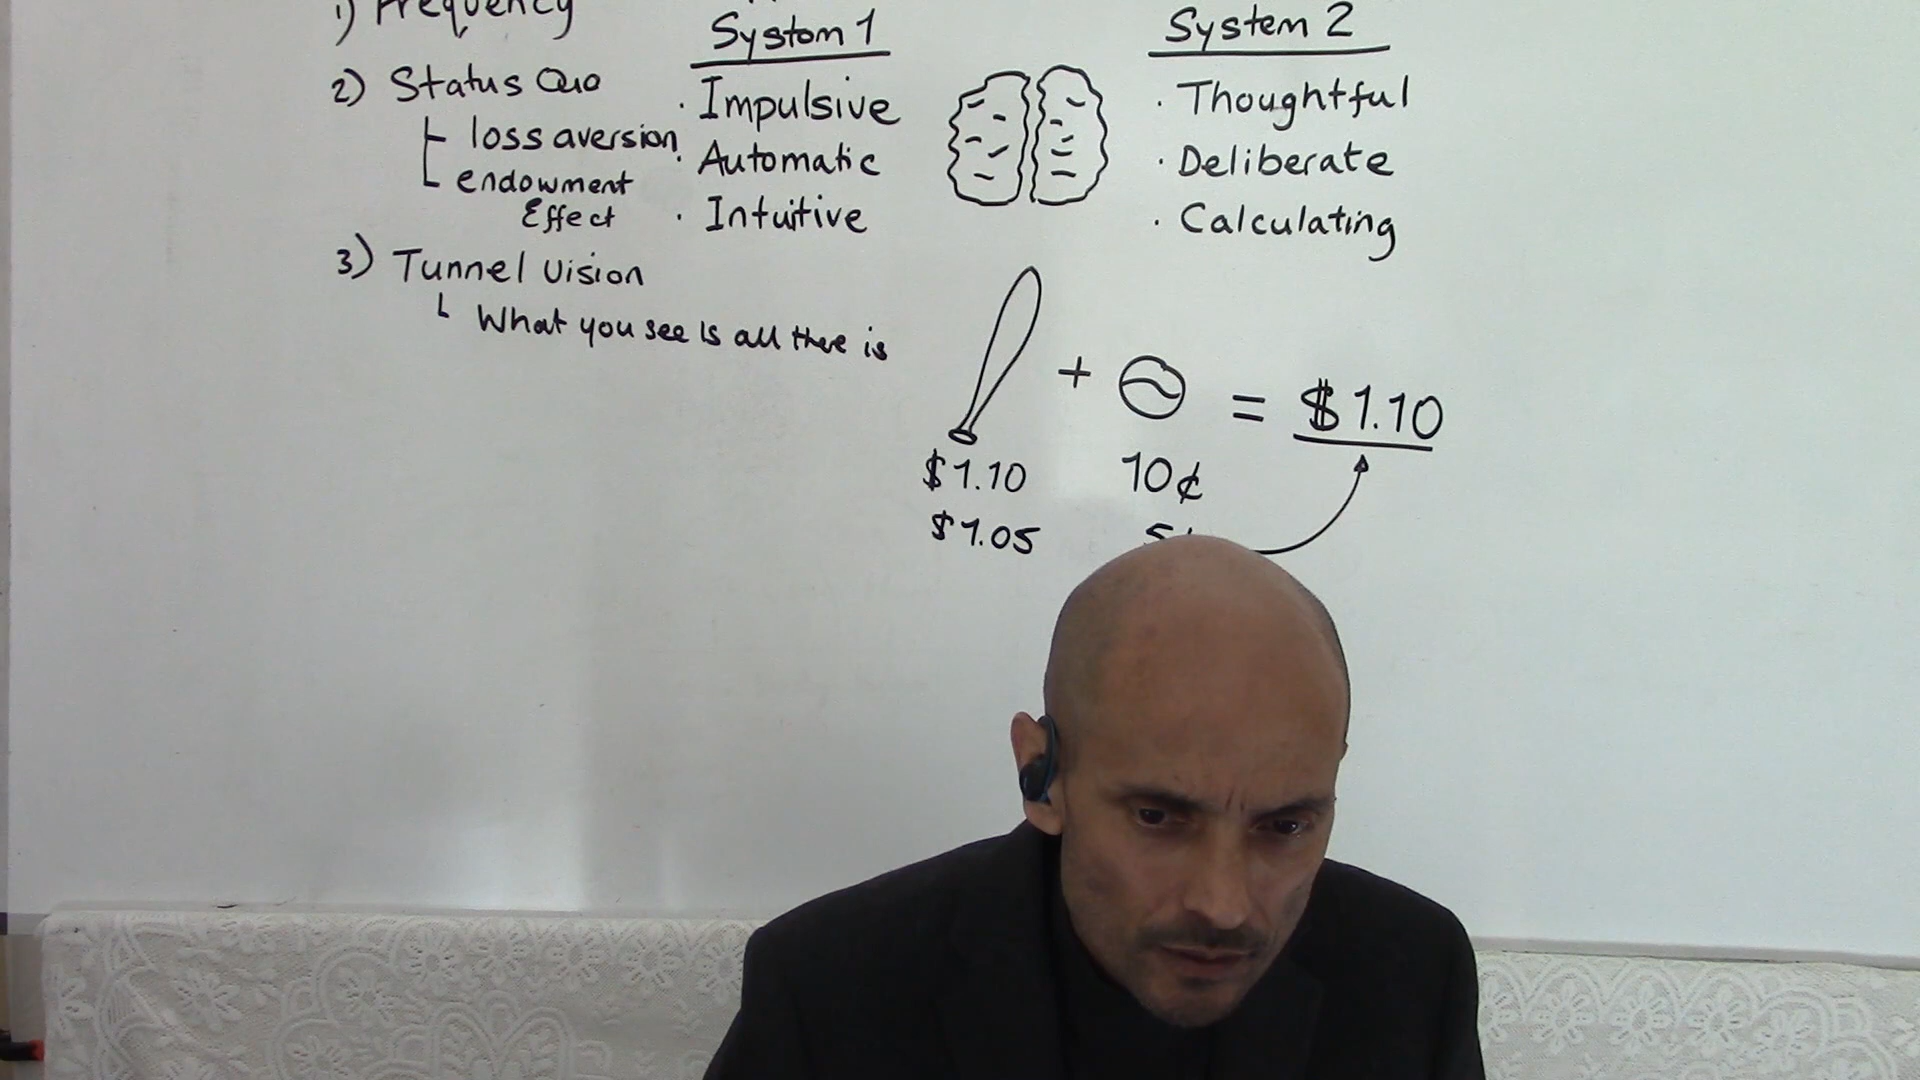 1) Frequency
2) Status Quo
loss aversion
endowment
Effect
3) Tunnel Vision
What you see is all there is
System 1
· Impulsive
· Automatic
· Intuitive
System 2
· Thoughtful
· Deliberate
· Calculating
+ = $1.10
$1.10 10¢
$1.05 5